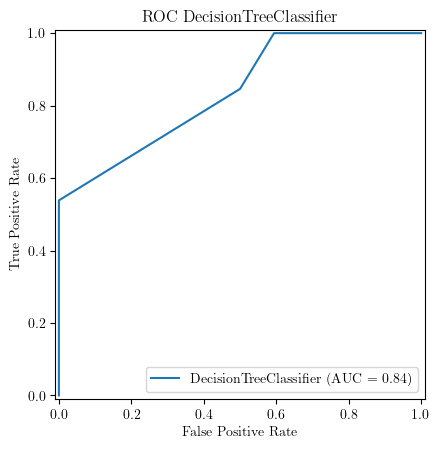 ROC DecisionTreeClassifier
1.0
0.8
0.6
0.4
0.2
0.0
True Positive Rate
DecisionTreeClassifier (AUC = 0.84)
0.0 0.2 0.4 0.6 0.8 1.0
False Positive Rate